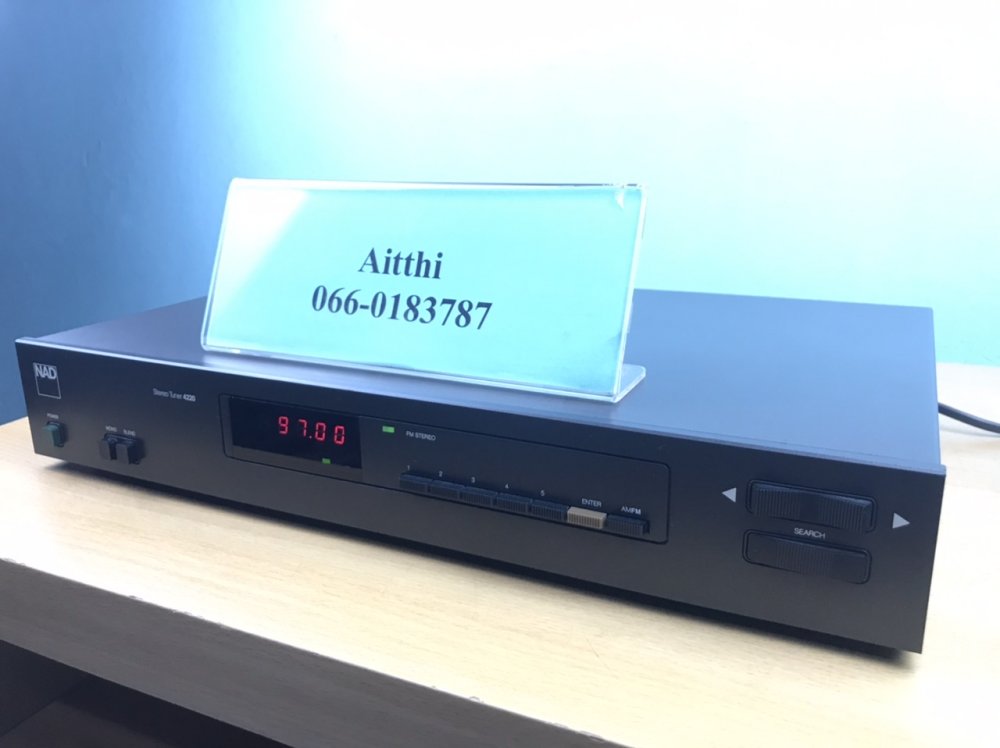 Aitthi
066-0183787
NAD
Stereo Tuner 4220
POWER
MONO BLEND
97.00
FM STEREO
1 2 3 4 5 ENTER AM/FM
SEARCH